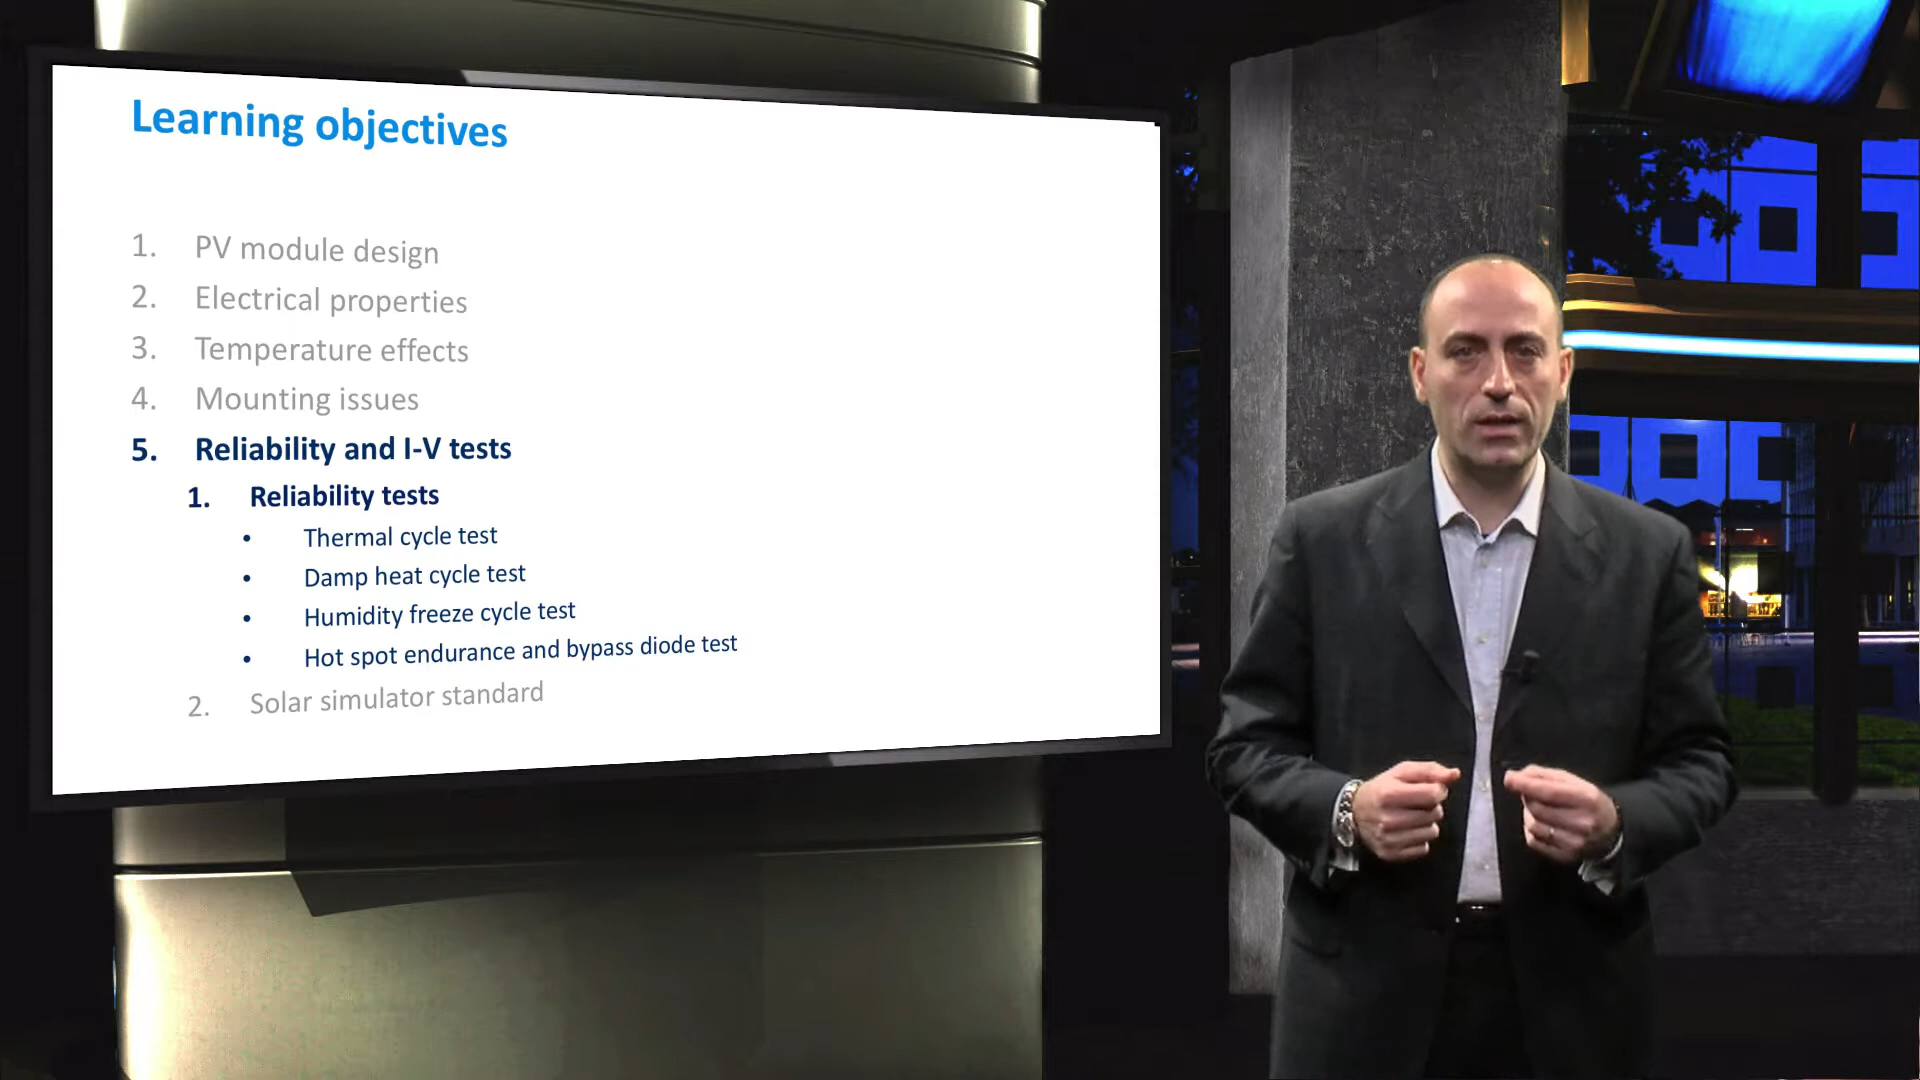 Learning objectives
1. PV module design
2. Electrical properties
3. Temperature effects
4. Mounting issues
5. Reliability and I-V tests
1. Reliability tests
• Thermal cycle test
• Damp heat cycle test
• Humidity freeze cycle test
• Hot spot endurance and bypass diode test
2. Solar simulator standard